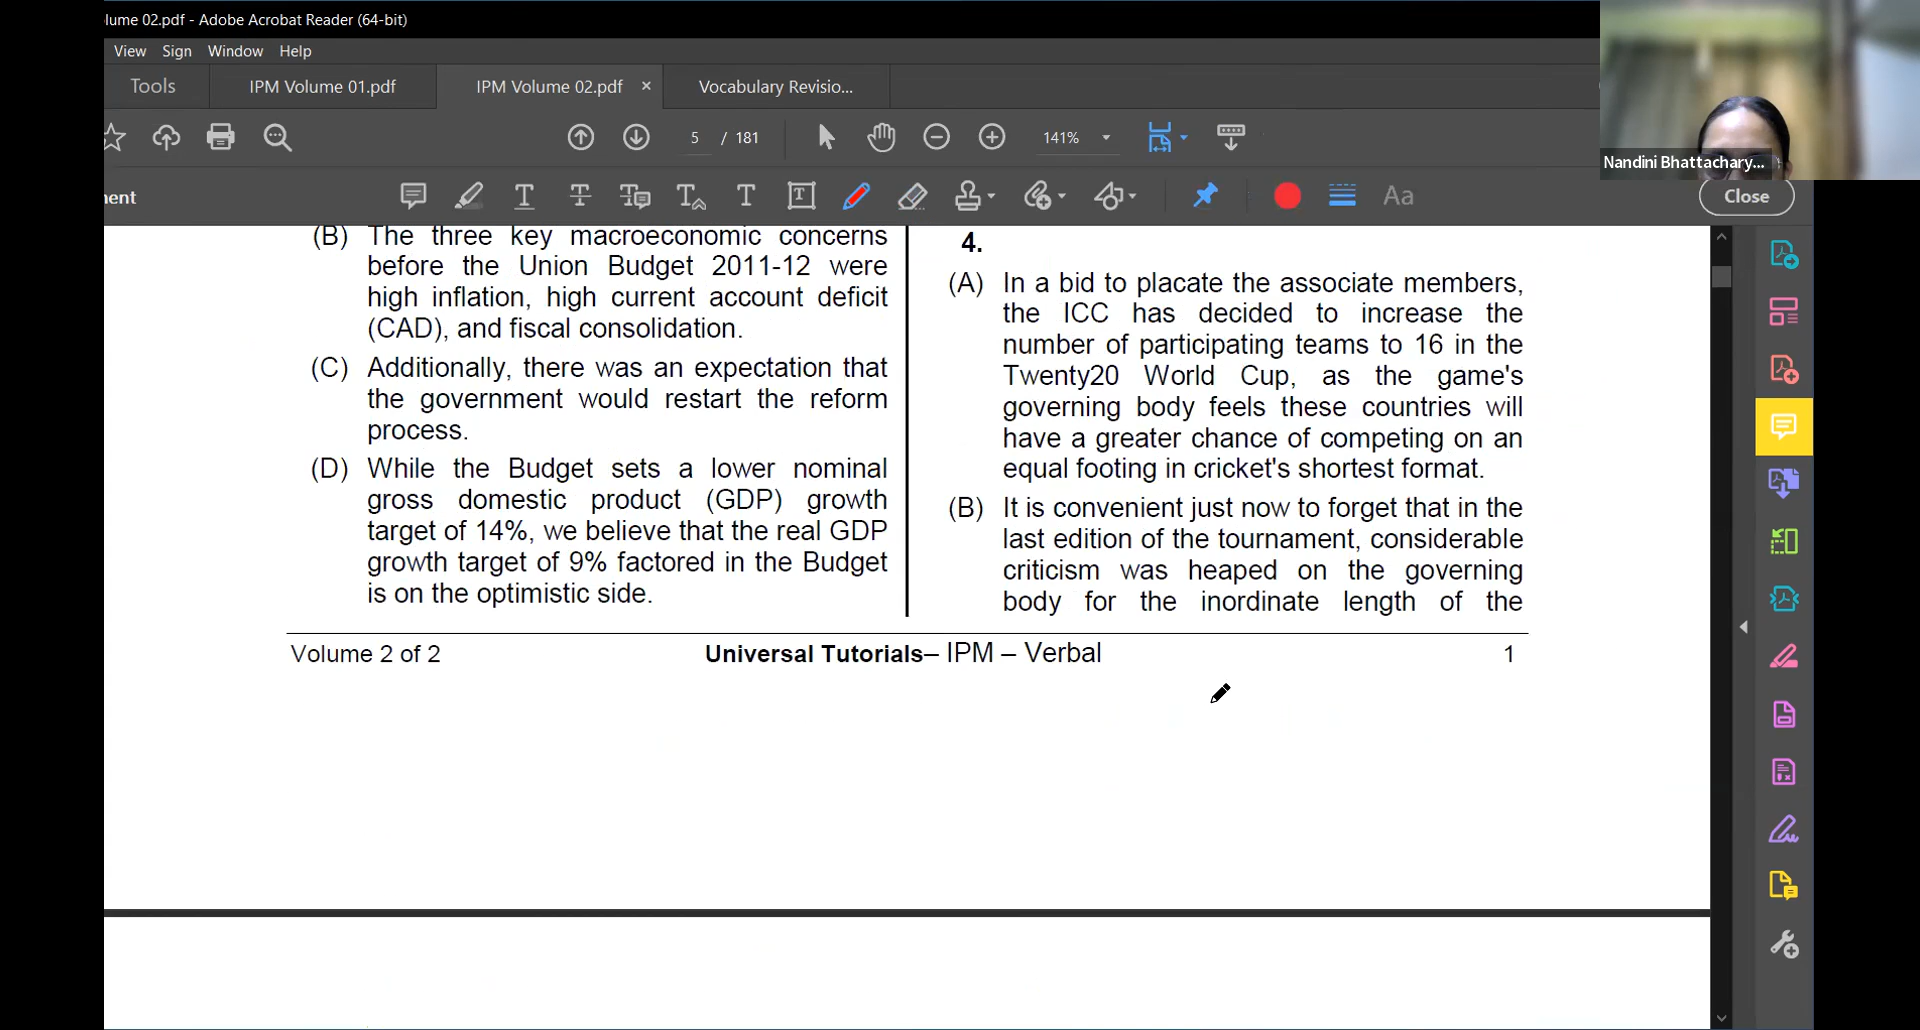 lume 02.pdf - Adobe Acrobat Reader (64-bit)
View Sign Window Help
Tools IPM Volume 01.pdf IPM Volume 02.pdf × Vocabulary Revisio...
5 / 181 141%
ent Aa Close
Nandini Bhattachary...
(B) The three key macroeconomic concerns
before the Union Budget 2011-12 were
high inflation, high current account deficit
(CAD), and fiscal consolidation.
(C) Additionally, there was an expectation that
the government would restart the reform
process.
(D) While the Budget sets a lower nominal
gross domestic product (GDP) growth
target of 14%, we believe that the real GDP
growth target of 9% factored in the Budget
is on the optimistic side.
4.
(A) In a bid to placate the associate members,
the ICC has decided to increase the
number of participating teams to 16 in the
Twenty20 World Cup, as the game's
governing body feels these countries will
have a greater chance of competing on an
equal footing in cricket's shortest format.
(B) It is convenient just now to forget that in the
last edition of the tournament, considerable
criticism was heaped on the governing
body for the inordinate length of the
Volume 2 of 2 Universal Tutorials– IPM – Verbal 1